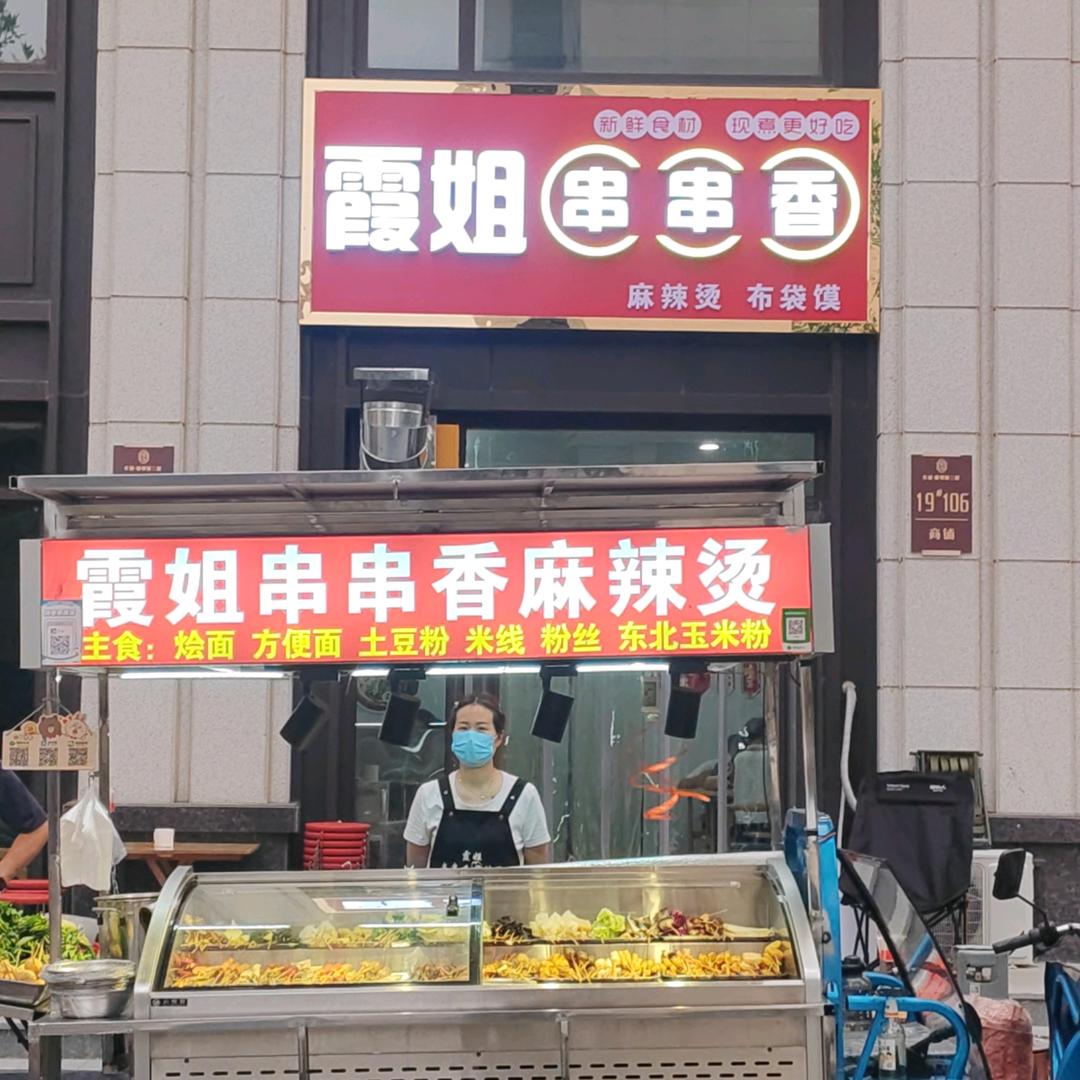 新鲜食材 现煮更好吃
霞姐串串香
麻辣烫 布袋馍
19#106
商铺
霞姐串串香麻辣烫
主食：烩面 方便面 土豆粉 米线 粉丝 东北玉米粉
霞姐